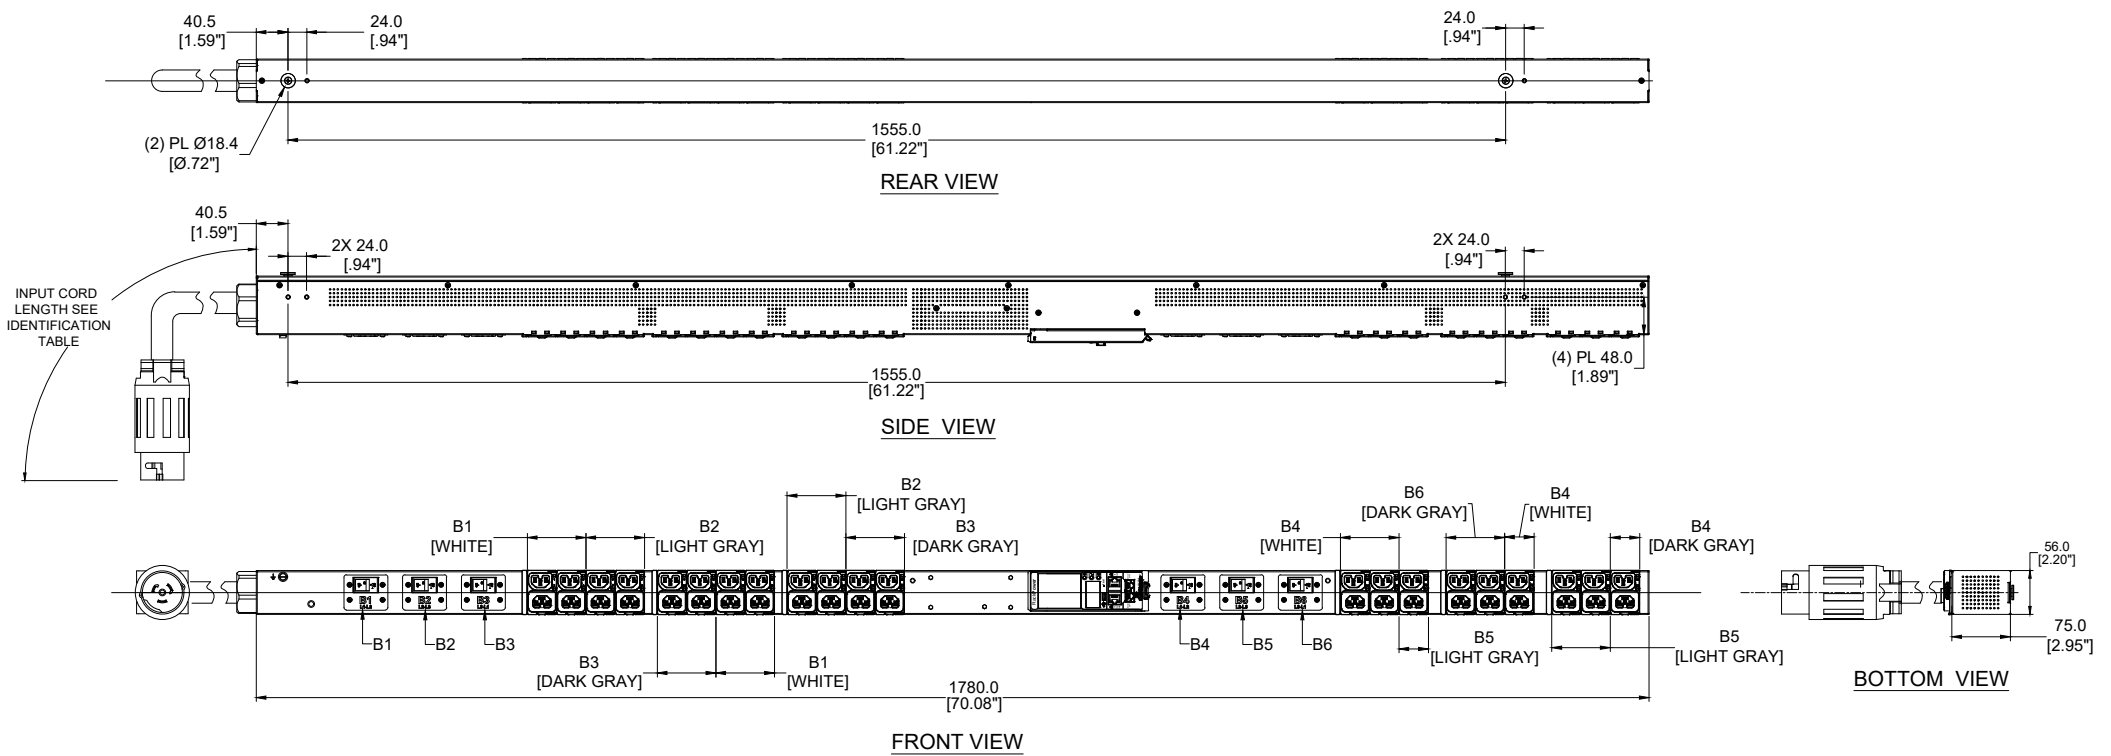 40.5
[1.59"]
24.0
[.94"]
24.0
[.94"]
(2) PL Ø18.4
[Ø.72"]
1555.0
[61.22"]
REAR VIEW
40.5
[1.59"]
2X 24.0
[.94"]
2X 24.0
[.94"]
INPUT CORD
LENGTH SEE
IDENTIFICATION
TABLE
(4) PL 48.0
[1.89"]
1555.0
[61.22"]
SIDE VIEW
B1
[WHITE]
B2
[LIGHT GRAY]
B2
[LIGHT GRAY]
B3
[DARK GRAY]
B4
[WHITE]
B6
[DARK GRAY]
B4
[WHITE]
B4
[DARK GRAY]
B1
B2
B3
B4
B5
B6
B1
B2
B3
B4
B5
B6
B3
[DARK GRAY]
B1
[WHITE]
B5
[LIGHT GRAY]
B5
[LIGHT GRAY]
1780.0
[70.08"]
FRONT VIEW
56.0
[2.20"]
75.0
[2.95"]
BOTTOM VIEW